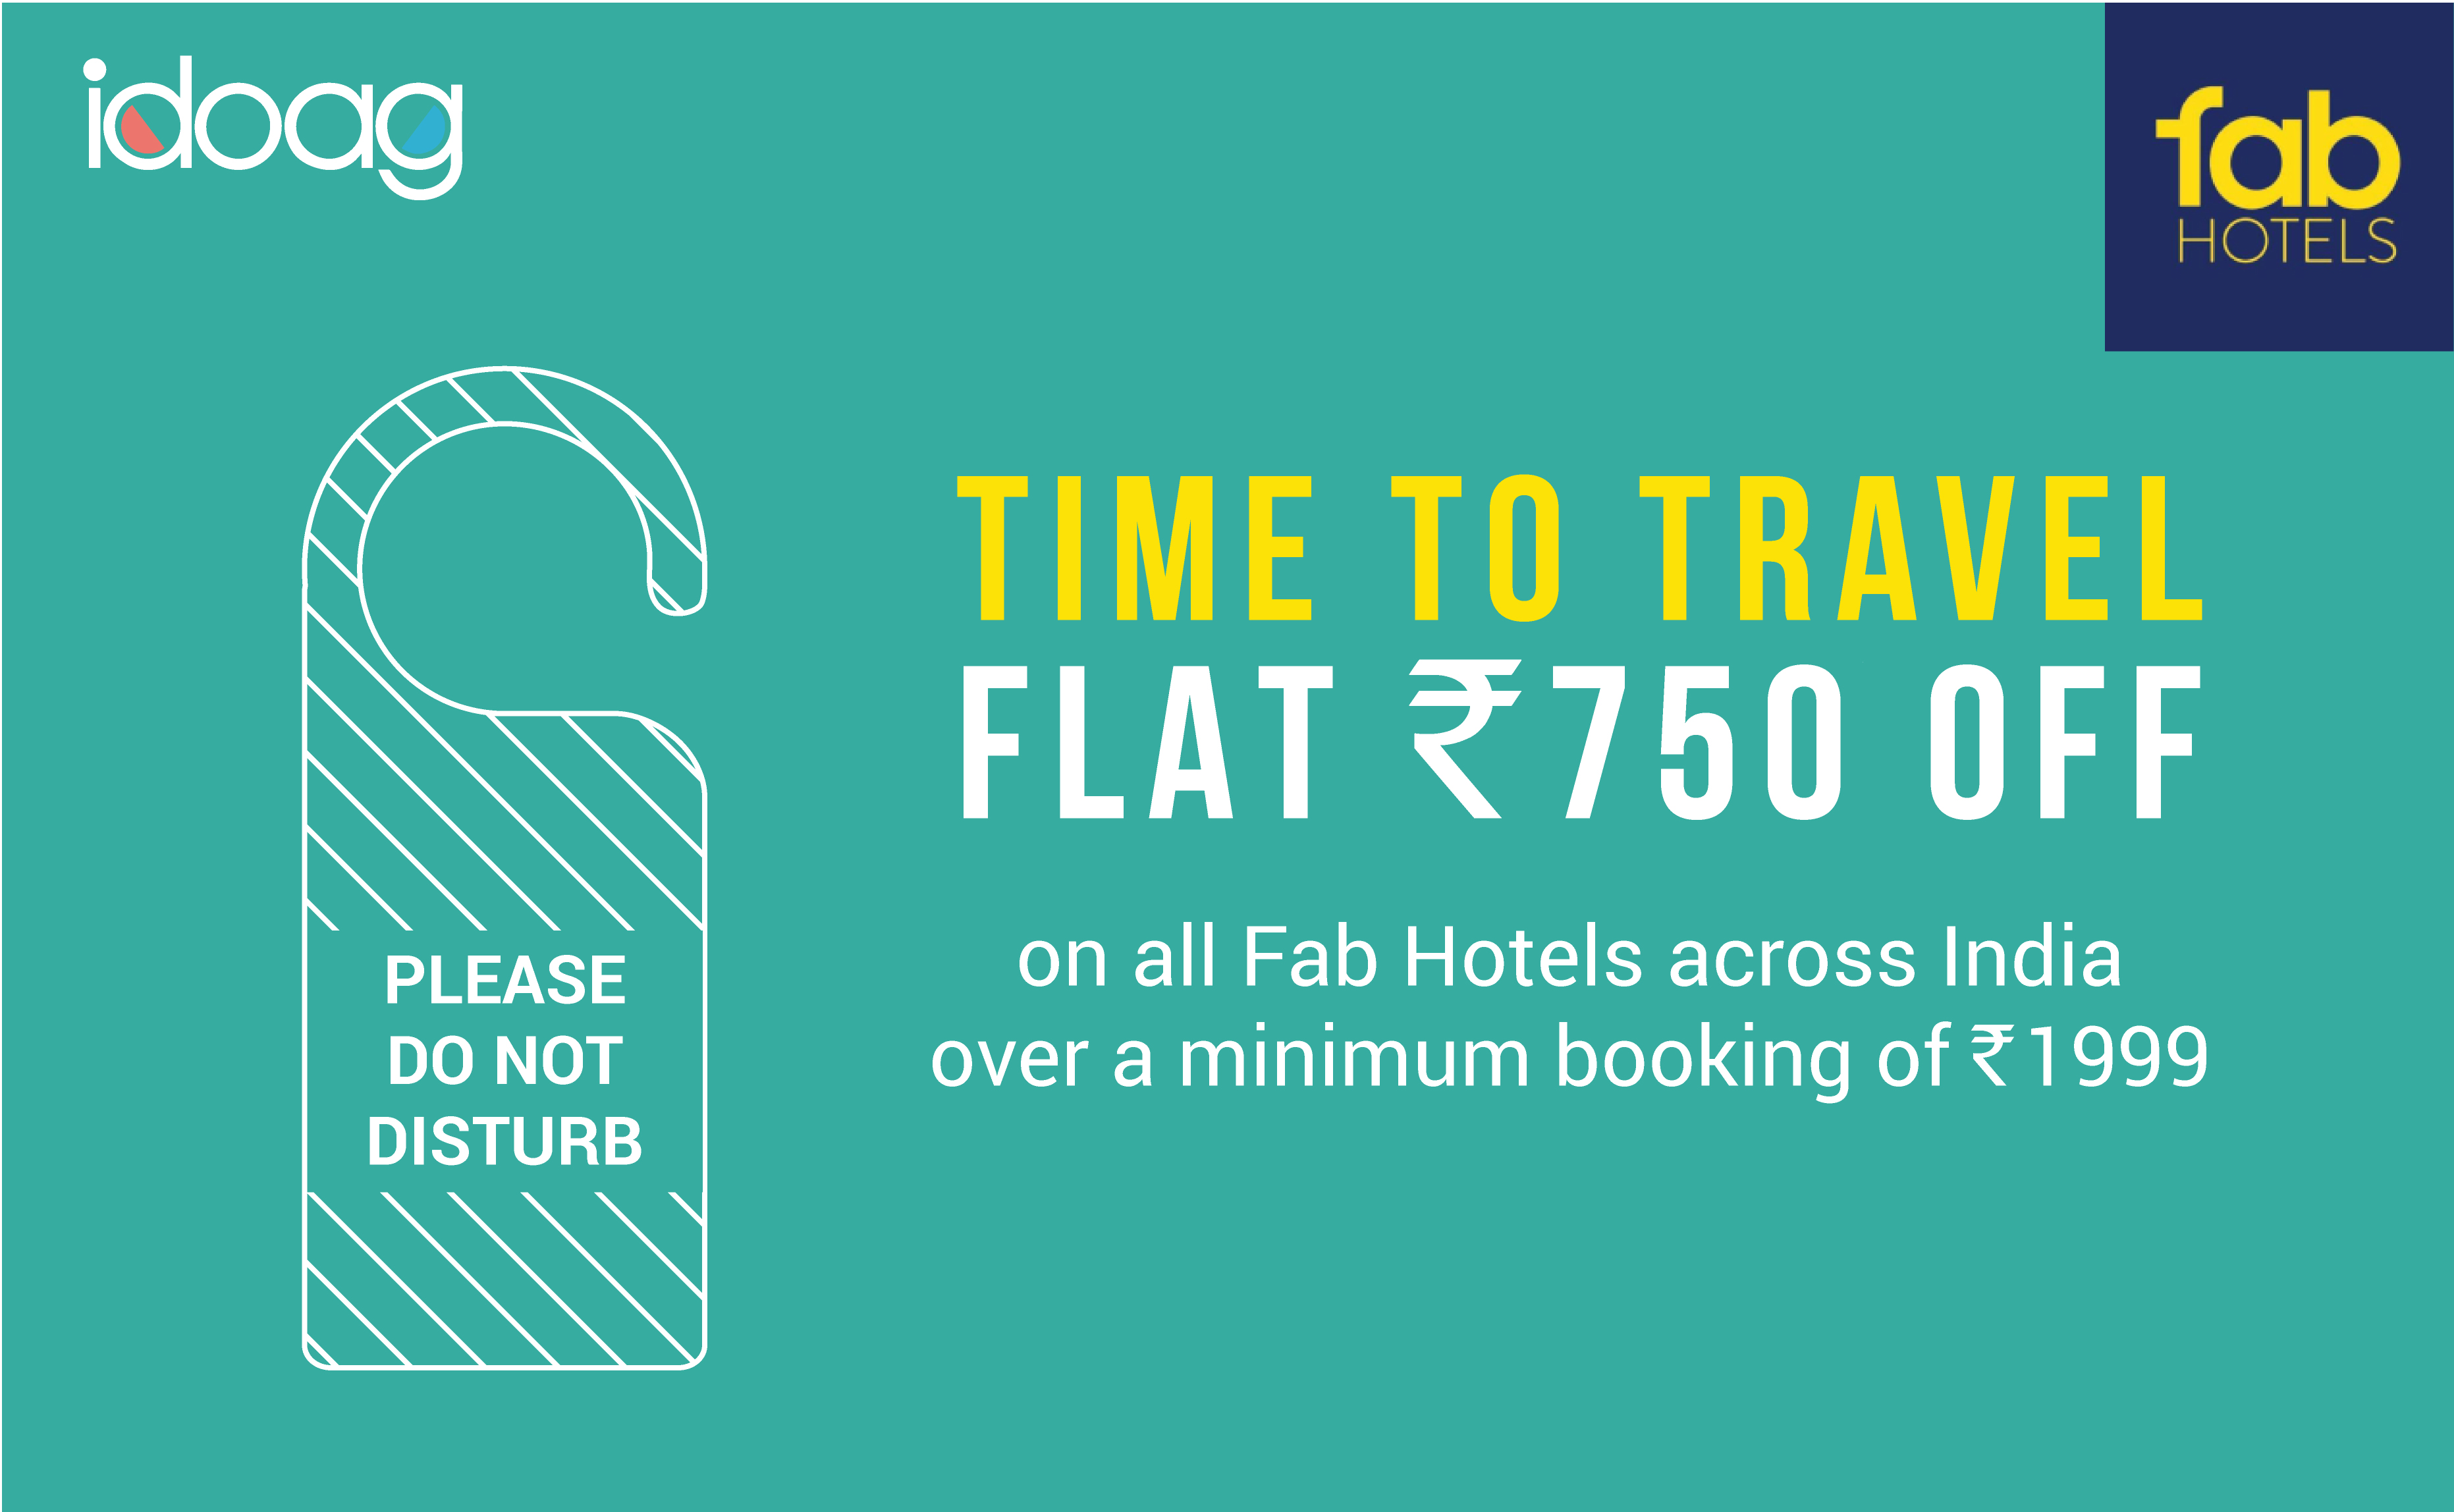 idoag
fab
HOTELS
TIME TO TRAVEL
FLAT ₹750 OFF
on all Fab Hotels across India
over a minimum booking of ₹1999
PLEASE
DO NOT
DISTURB